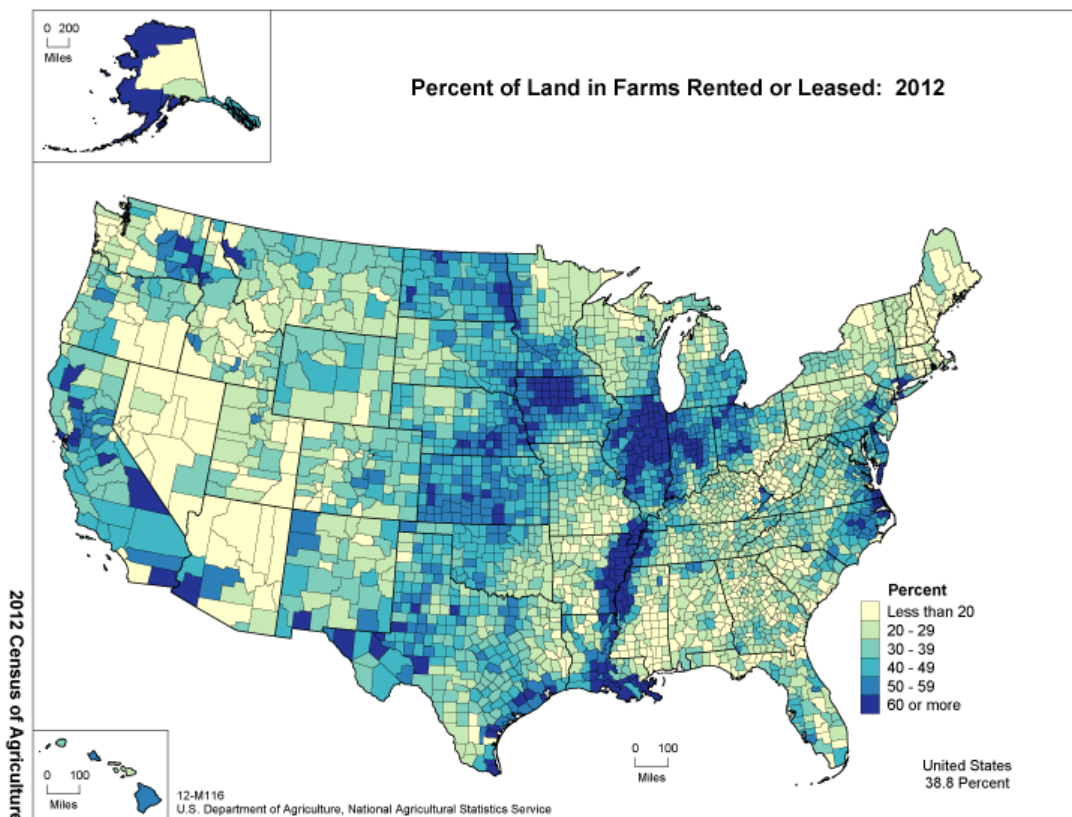 0 200
Miles
Percent of Land in Farms Rented or Leased: 2012
Percent
Less than 20
20 - 29
30 - 39
40 - 49
50 - 59
60 or more
United States
38.8 Percent
0 100
Miles
0 100
Miles
12-M116
U.S. Department of Agriculture, National Agricultural Statistics Service
2012 Census of Agriculture